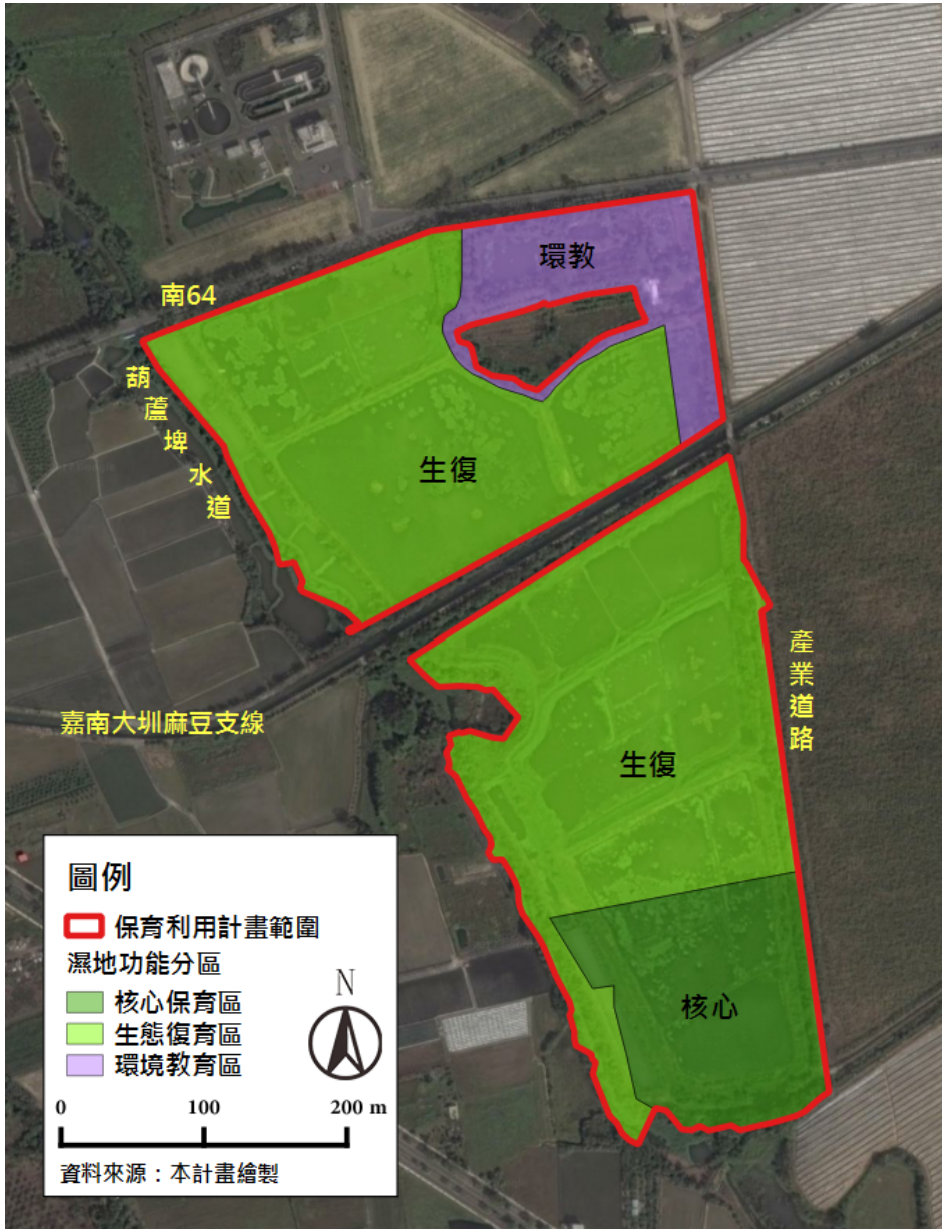 環教
南64
葫蘆埤水道
生復
嘉南大圳麻豆支線
產業道路
生復
核心
圖例
保育利用計畫範圍
濕地功能分區
核心保育區
生態復育區
環境教育區
N
0 100 200 m
資料來源：本計畫繪製